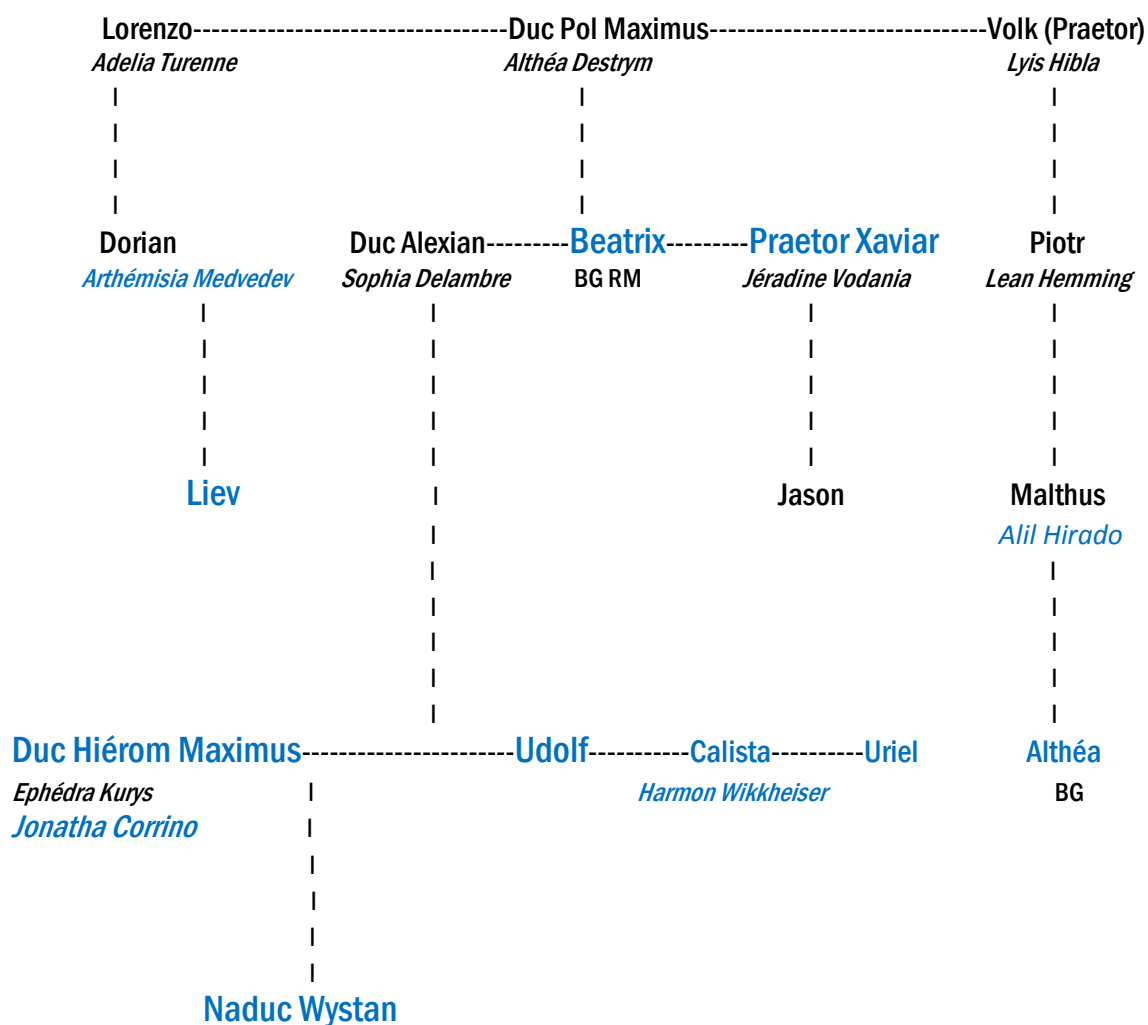 Lorenzo---------------------------------Duc Pol Maximus-----------------------------Volk (Praetor)
Adelia Turenne Althéa Destrym Lyis Hibla
Dorian Duc Alexian---------Beatrix---------Praetor Xaviar Piotr
Arthémisia Medvedev Sophia Delambre BG RM Jéradine Vodania Lean Hemming
Liev Jason Malthus
Alil Hirado
Duc Hiérom Maximus-----------------------Udolf-----------Calista----------Uriel Althéa
Ephédra Kurys Harmon Wikkheiser BG
Jonatha Corrino
Naduc Wystan